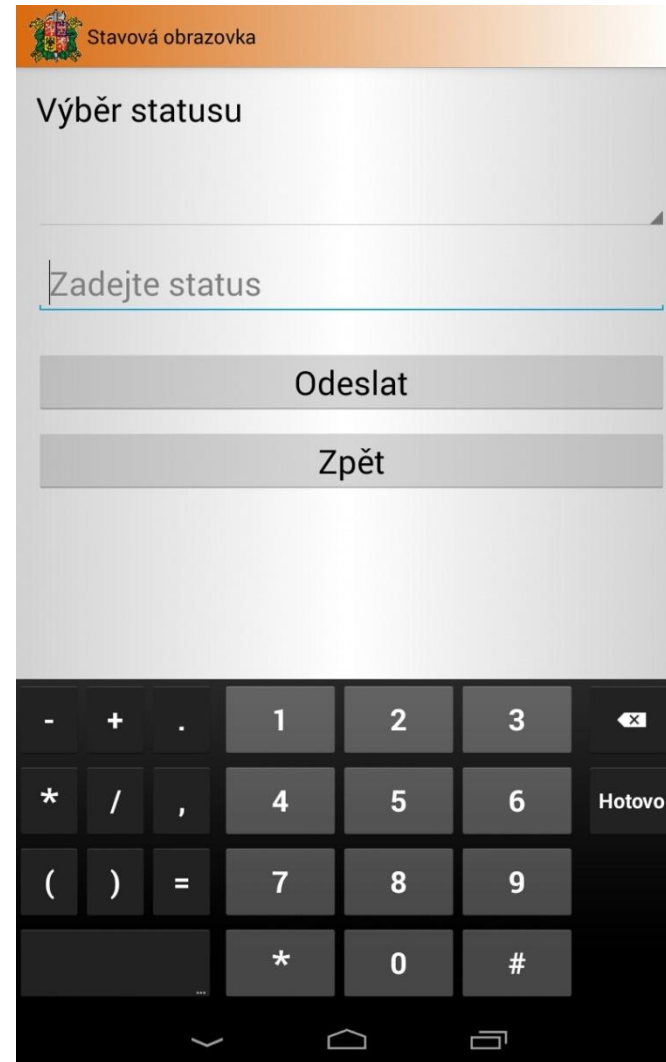 Stavová obrazovka
Výběr statusu
Zadejte status
Odeslat
Zpět
- + . 1 2 3
* / , 4 5 6 Hotovo
( ) = 7 8 9
... * 0 #